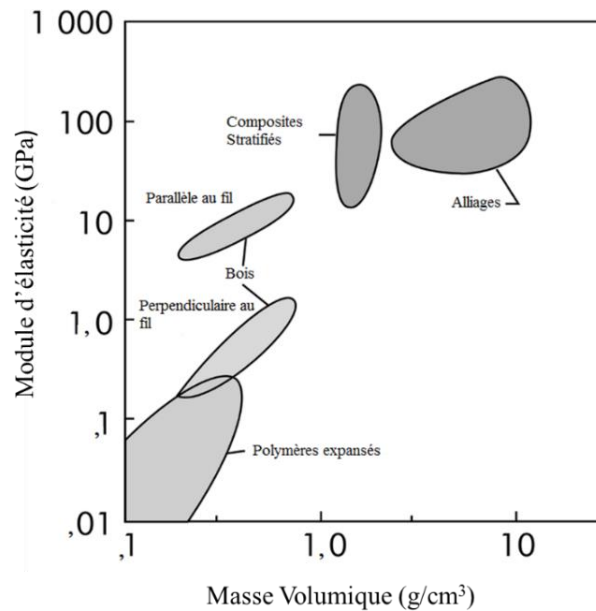 1 000
100
10
1,0
,1
,01
Module d'élasticité (GPa)
Composites
Stratifiés
Alliages
Parallèle au fil
Bois
Perpendiculaire au
fil
Polymères expansés
,1
1,0
10
Masse Volumique (g/cm³)